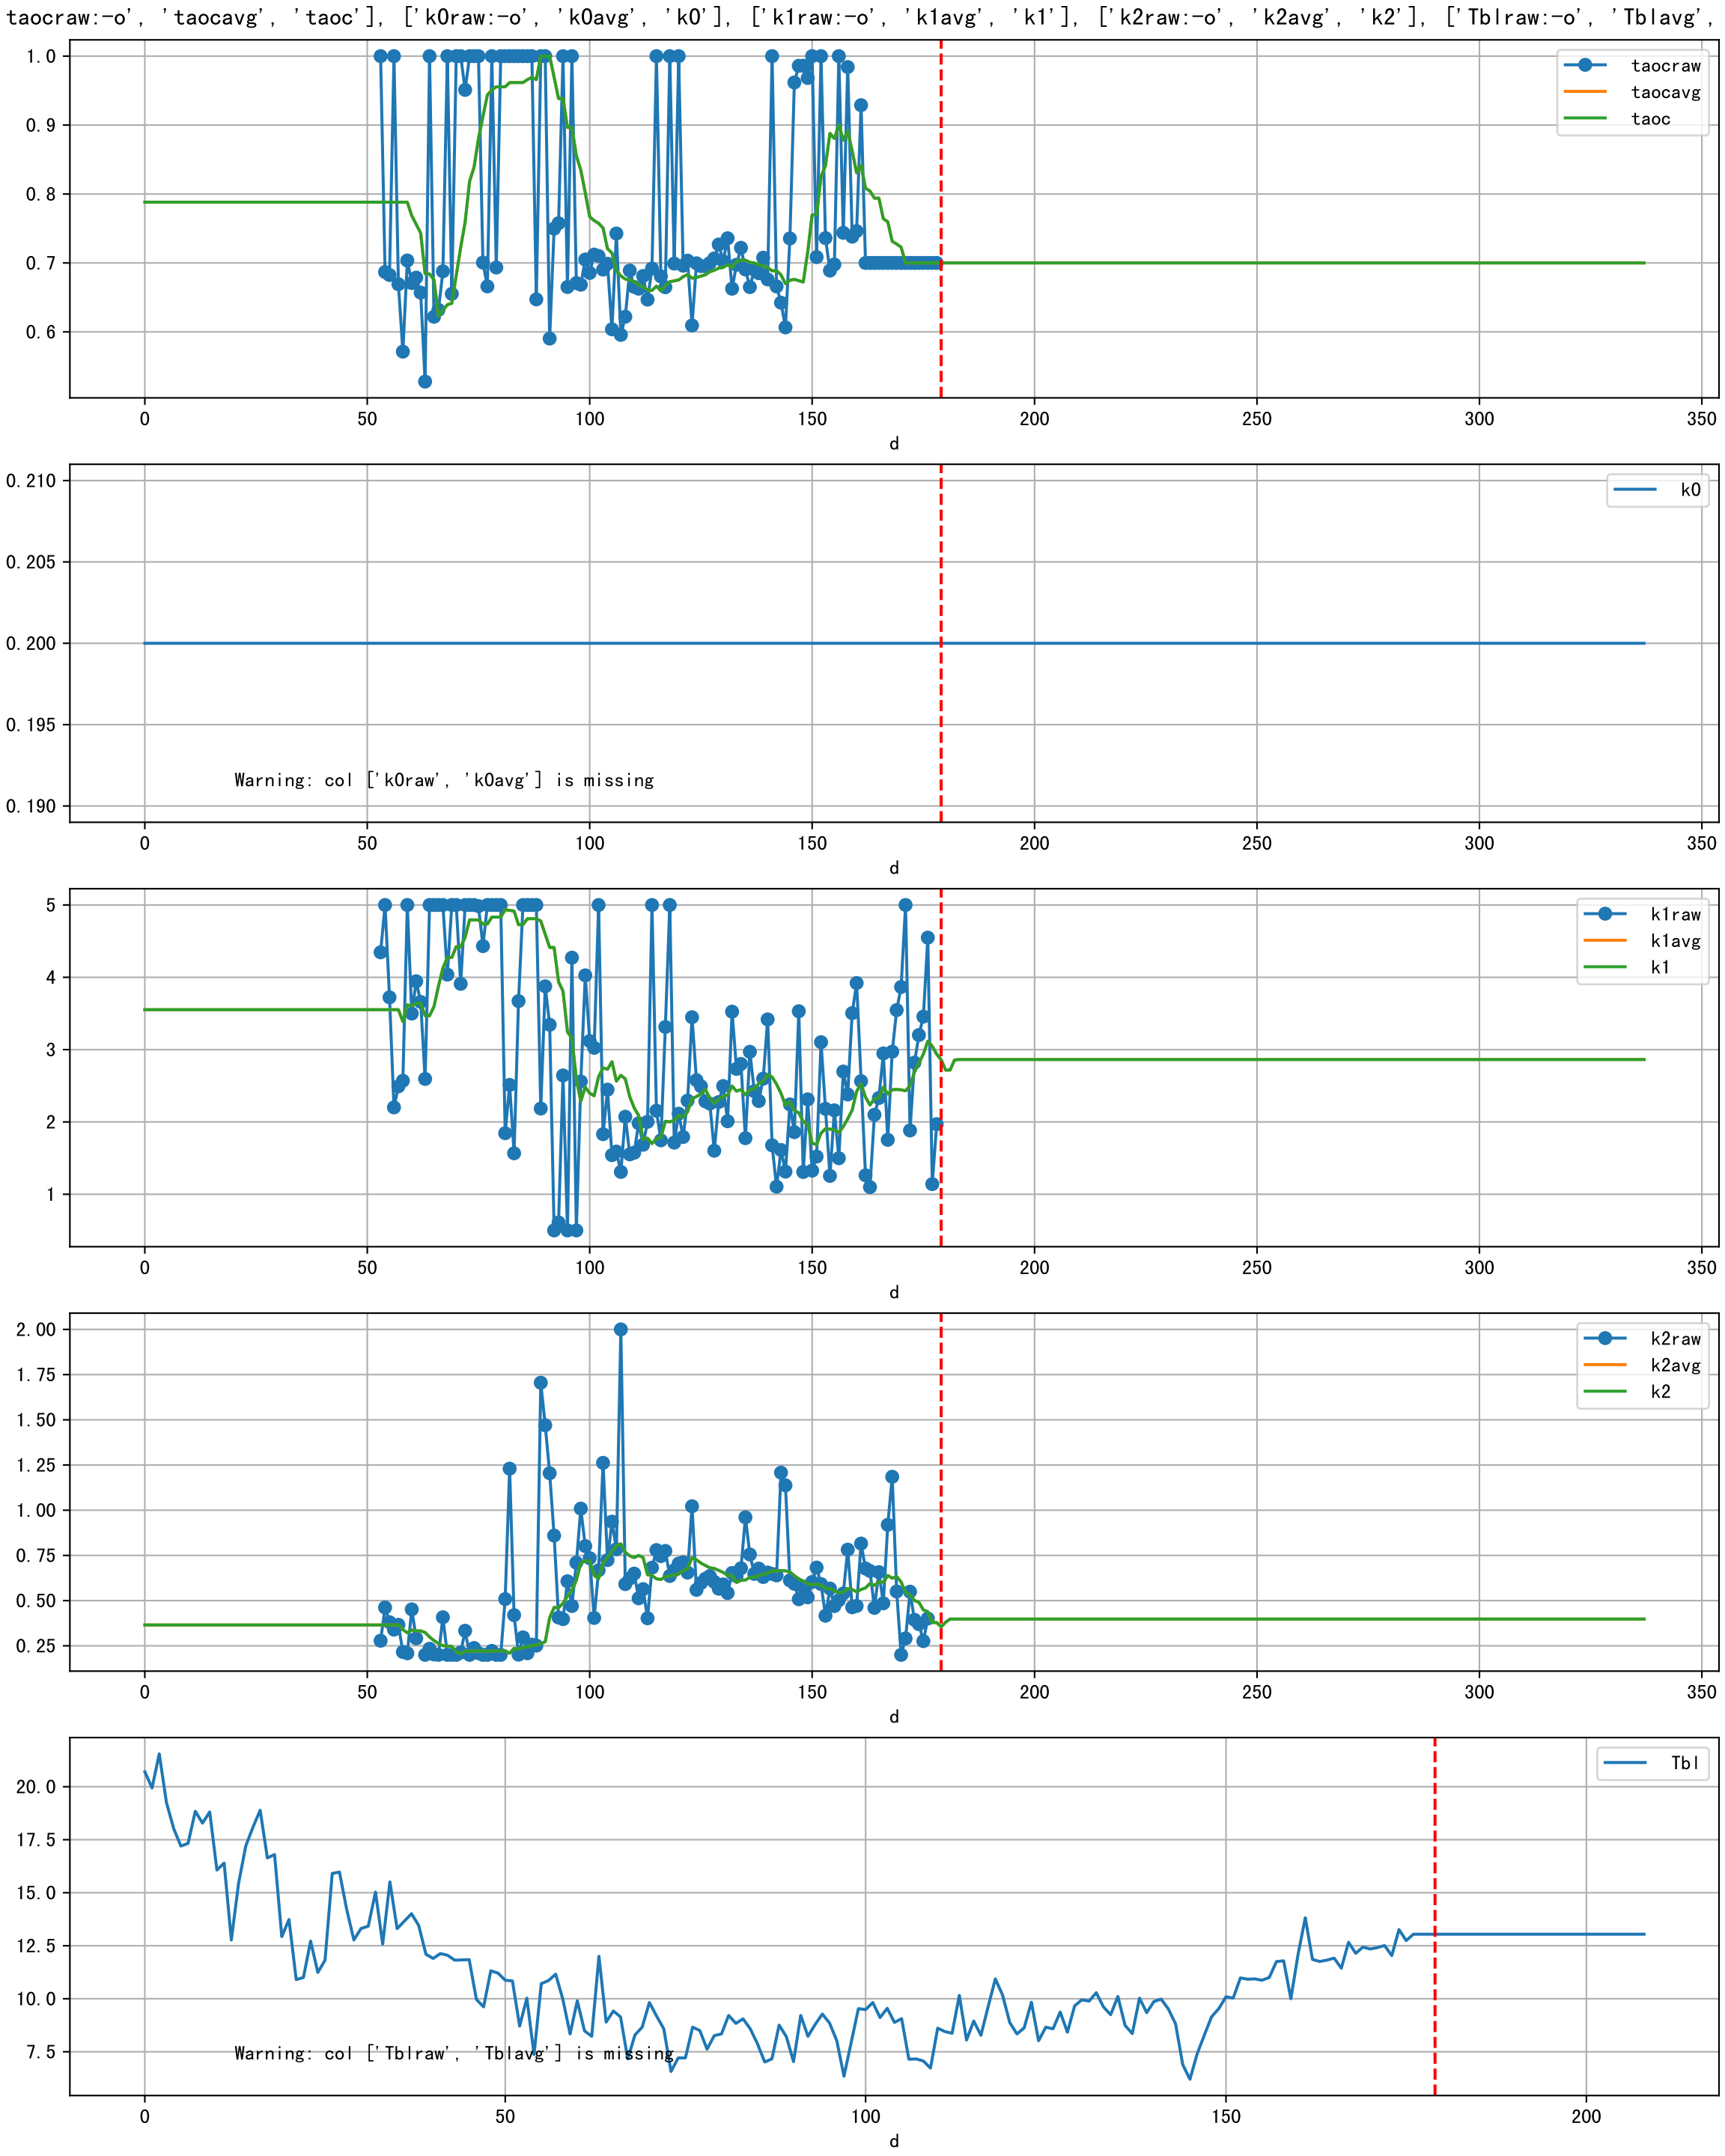 taocraw:-o', 'taocavg', 'taoc'], ['k0raw:-o', 'k0avg', 'k0'], ['k1raw:-o', 'k1avg', 'k1'], ['k2raw:-o', 'k2avg', 'k2'], ['Tblraw:-o', 'Tblavg',
1.0
0.9
0.8
0.7
0.6
taocraw
taocavg
taoc
0 50 100 150 200 250 300 350
d
0.210
0.205
0.200
0.195
0.190
k0
Warning: col ['k0raw', 'k0avg'] is missing
0 50 100 150 200 250 300 350
d
5
4
3
2
1
k1raw
k1avg
k1
0 50 100 150 200 250 300 350
d
2.00
1.75
1.50
1.25
1.00
0.75
0.50
0.25
k2raw
k2avg
k2
0 50 100 150 200 250 300 350
d
20.0
17.5
15.0
12.5
10.0
7.5
Tbl
Warning: col ['Tblraw', 'Tblavg'] is missing
0 50 100 150 200
d